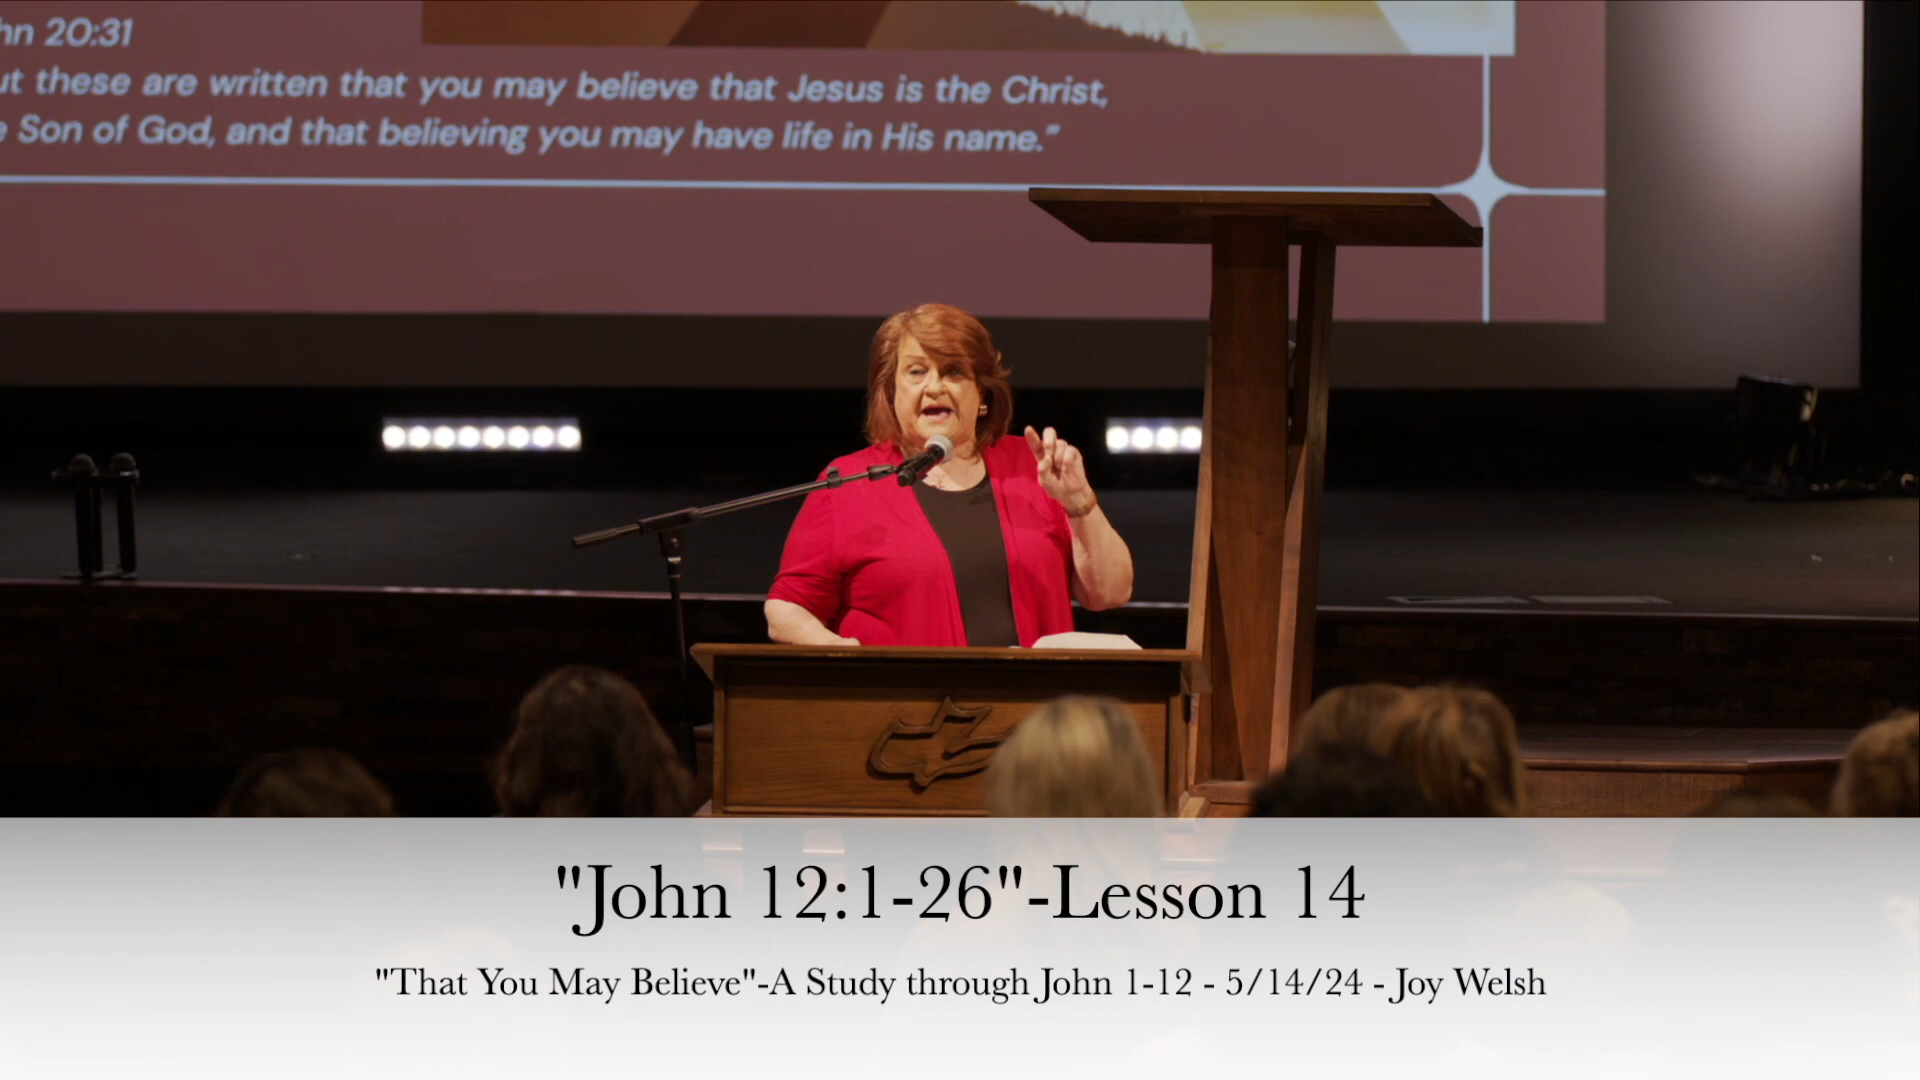 hn 20:31
ut these are written that you may believe that Jesus is the Christ,
e Son of God, and that believing you may have life in His name.”
"John 12:1-26"-Lesson 14
"That You May Believe"-A Study through John 1-12 - 5/14/24 - Joy Welsh